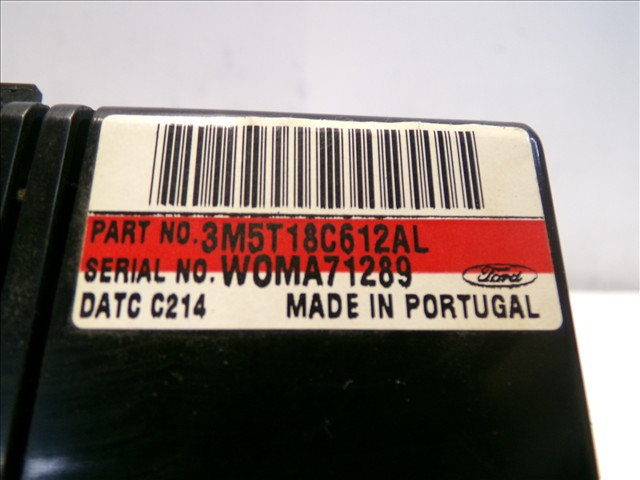 PART NO. 3M5T18C612AL
SERIAL NO. WOMA71289
Ford
DATC C214 MADE IN PORTUGAL